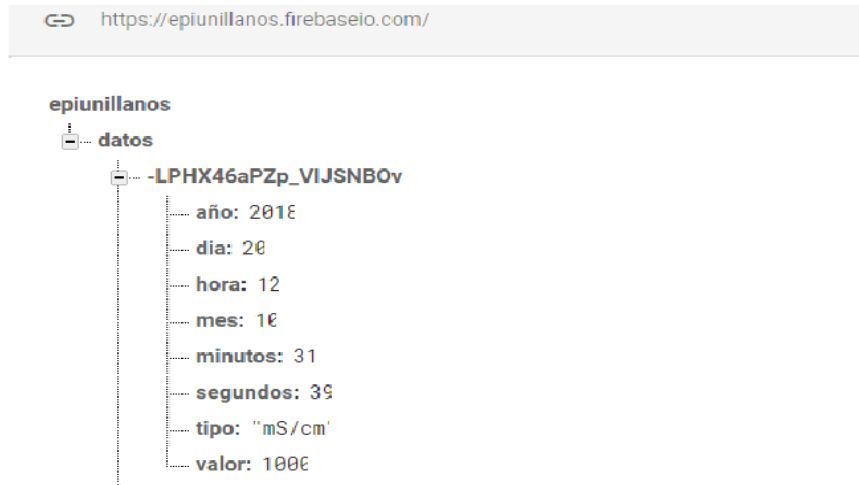 https://epiunillanos.firebaseio.com/
epiunillanos
datos
-LPHX46aPZp_VIJSNBOv
año: 2018
dia: 20
hora: 12
mes: 10
minutos: 31
segundos: 39
tipo: "mS/cm"
valor: 1000